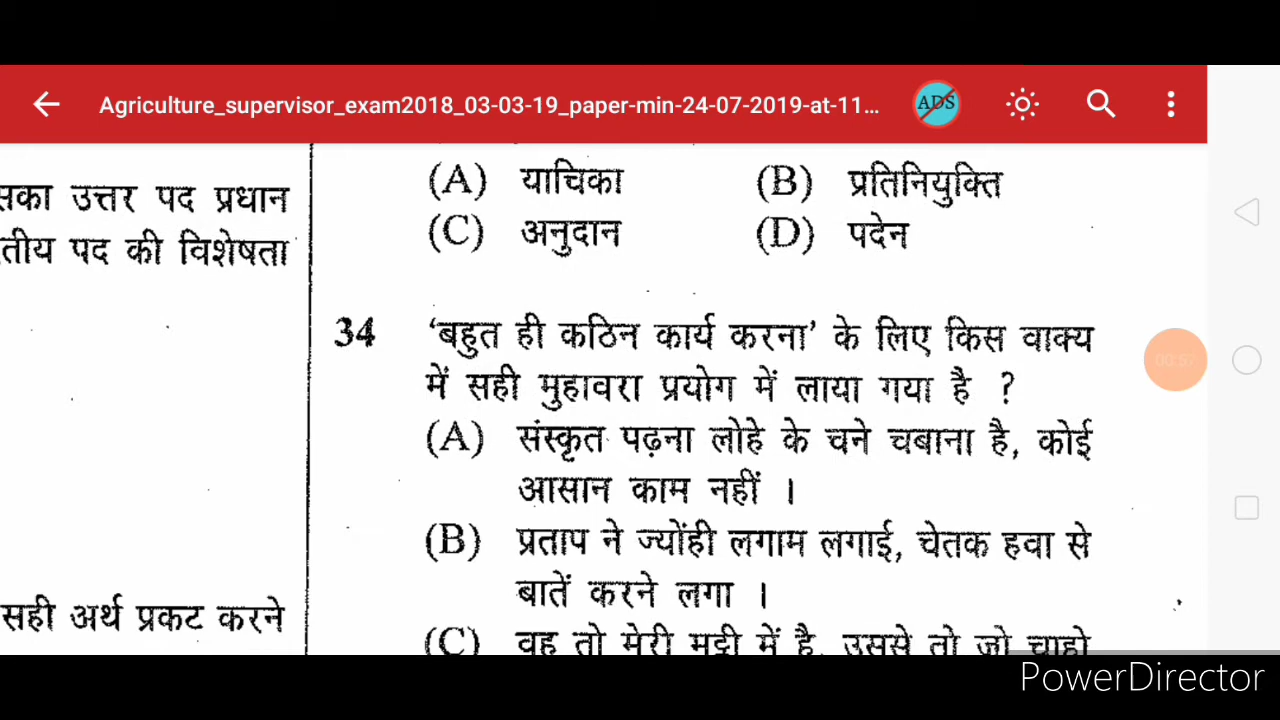 Agriculture_supervisor_exam2018_03-03-19_paper-min-24-07-2019-at-11...
ADS
उत्तर पद प्रधान
पद की विशेषता
सही अर्थ प्रकट करने
(A) याचिका (B) प्रतिनियुक्ति
(C) अनुदान (D) पदेन
34 ‘बहुत ही कठिन कार्य करना’ के लिए किस वाक्य
में सही मुहावरा प्रयोग में लाया गया है ?
(A) संस्कृत पढ़ना लोहे के चने चबाना है, कोई
आसान काम नहीं ।
(B) प्रताप ने ज्योंही लगाम लगाई, चेतक हवा से
बातें करने लगा ।
(C) वह तो मेरी मुट्ठी में है, उससे तो जो चाहो
PowerDirector